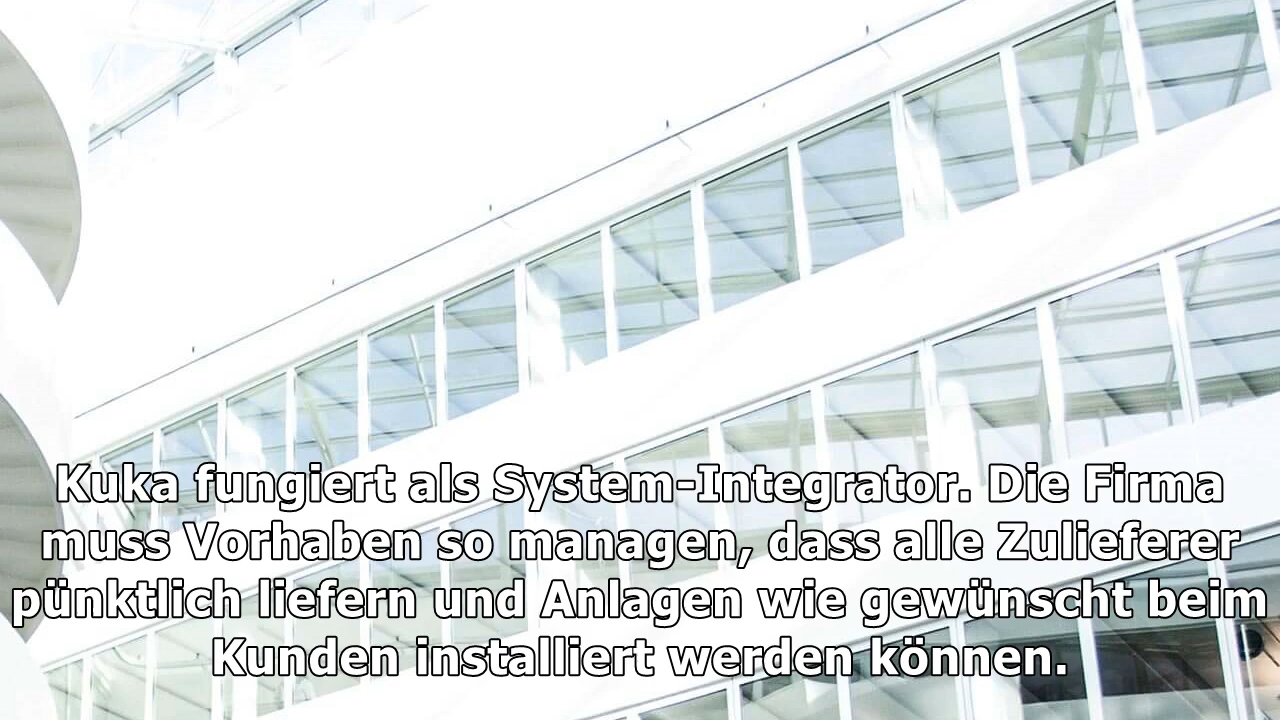 Kuka fungiert als System-Integrator. Die Firma
muss Vorhaben so managen, dass alle Zulieferer
pünktlich liefern und Anlagen wie gewünscht beim
Kunden installiert werden können.